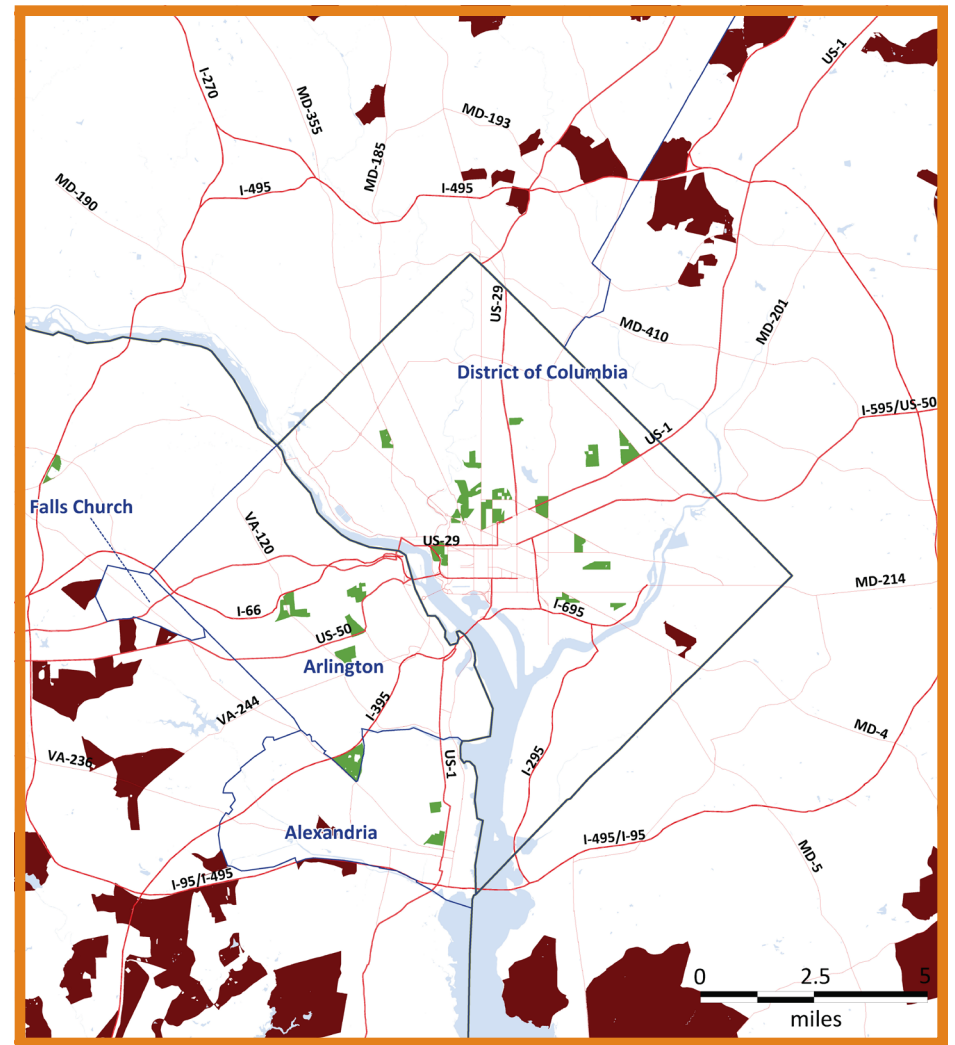 US-1
I-270
MD-355
MD-193
MD-185
MD-190
I-495
I-495
US-29
MD-201
MD-410
District of Columbia
I-595/US-50
US-1
Falls Church
VA-120
US-29
MD-214
I-66
I-695
US-50
Arlington
I-395
VA-244
MD-4
VA-236
US-1
I-295
Alexandria
I-495/I-95
MD-5
I-95/I-495
0 2.5 5
miles